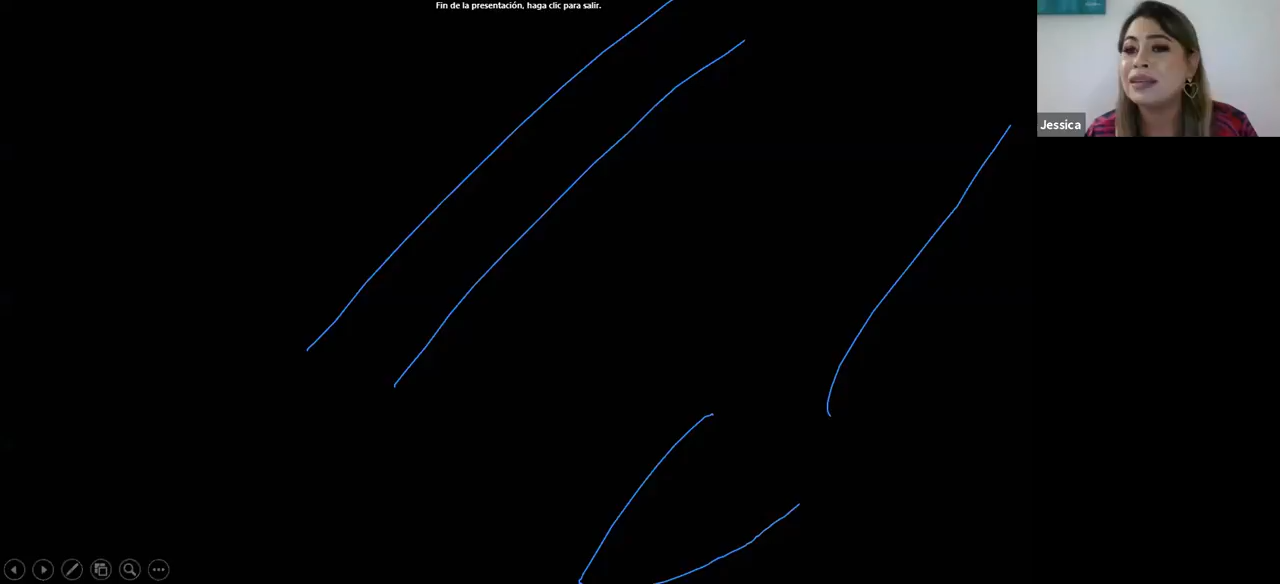 Fin de la presentación, haga clic para salir.
Jessica